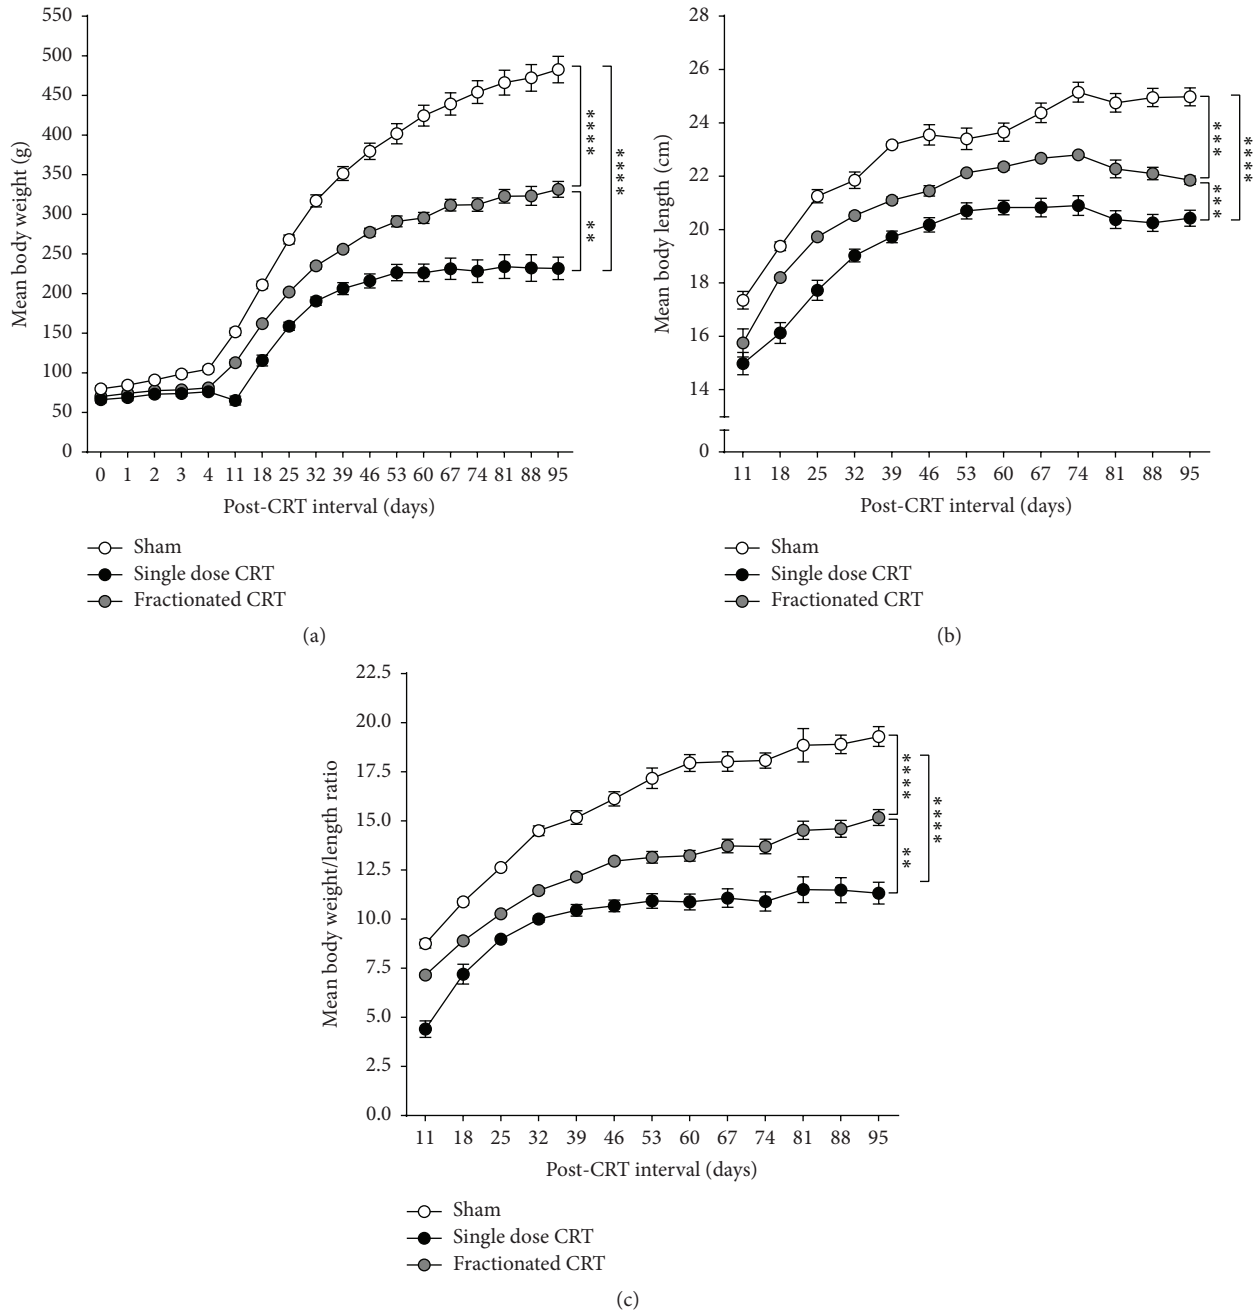 550
500
450
400
350
300
250
200
150
100
50
0
Mean body weight (g)
0 1 2 3 4 11 18 25 32 39 46 53 60 67 74 81 88 95
Post-CRT interval (days)
****
**
****
Sham
Single dose CRT
Fractionated CRT
(a)
28
26
24
22
20
18
16
14
0
Mean body length (cm)
11 18 25 32 39 46 53 60 67 74 81 88 95
Post-CRT interval (days)
***
***
****
Sham
Single dose CRT
Fractionated CRT
(b)
22.5
20.0
17.5
15.0
12.5
10.0
7.5
5.0
2.5
0.0
Mean body weight/length ratio
11 18 25 32 39 46 53 60 67 74 81 88 95
Post-CRT interval (days)
****
**
****
Sham
Single dose CRT
Fractionated CRT
(c)